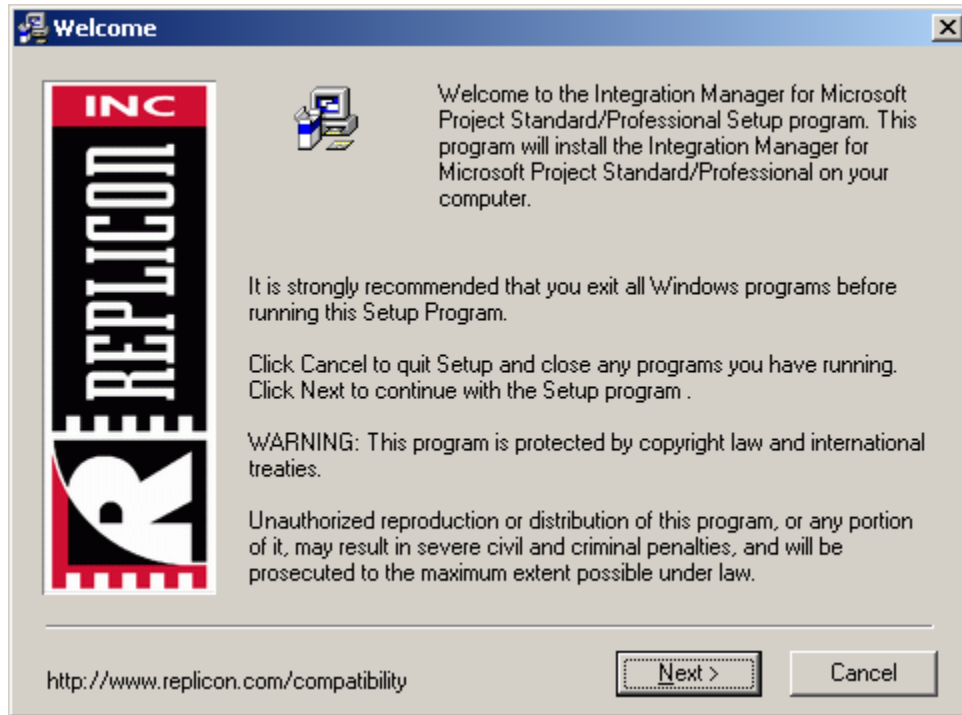 Welcome
INC
REPLICON
R
Welcome to the Integration Manager for Microsoft
Project Standard/Professional Setup program. This
program will install the Integration Manager for
Microsoft Project Standard/Professional on your
computer.
It is strongly recommended that you exit all Windows programs before
running this Setup Program.
Click Cancel to quit Setup and close any programs you have running.
Click Next to continue with the Setup program .
WARNING: This program is protected by copyright law and international
treaties.
Unauthorized reproduction or distribution of this program, or any portion
of it, may result in severe civil and criminal penalties, and will be
prosecuted to the maximum extent possible under law.
http://www.replicon.com/compatibility
Next >
Cancel